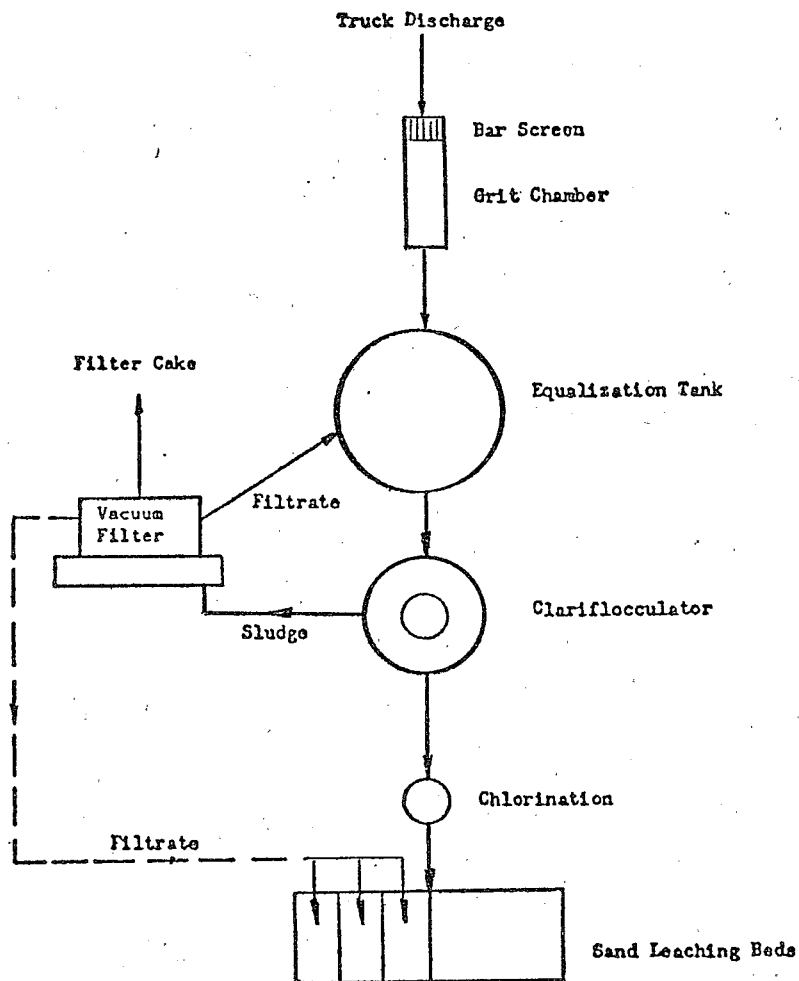 Truck Discharge
Bar Screen
Grit Chamber
Filter Cake
Equalization Tank
Vacuum
Filter
Filtrate
Clariflocculator
Sludge
Chlorination
Filtrate
Sand Leaching Beds